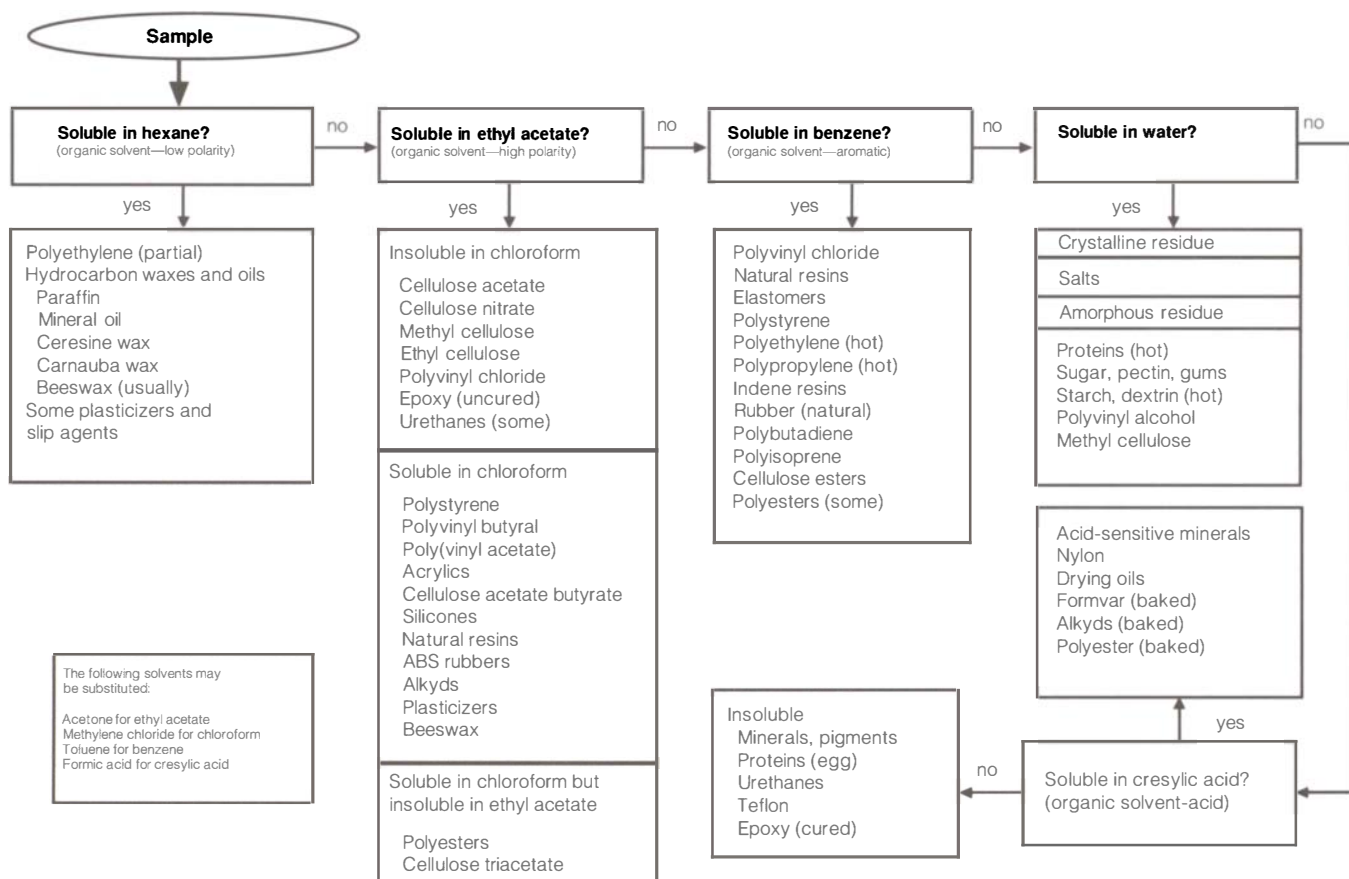 Sample
Soluble in hexane?
(organic solvent—low polarity)
no
Soluble in ethyl acetate?
(organic solvent—high polarity)
no
Soluble in benzene?
(organic solvent—aromatic)
no
Soluble in water?
no
yes
yes
yes
yes
Polyethylene (partial)
Hydrocarbon waxes and oils
Paraffin
Mineral oil
Ceresine wax
Carnauba wax
Beeswax (usually)
Some plasticizers and
slip agents
Insoluble in chloroform
Cellulose acetate
Cellulose nitrate
Methyl cellulose
Ethyl cellulose
Polyvinyl chloride
Epoxy (uncured)
Urethanes (some)
Soluble in chloroform
Polystyrene
Polyvinyl butyral
Poly(vinyl acetate)
Acrylics
Cellulose acetate butyrate
Silicones
Natural resins
ABS rubbers
Alkyds
Plasticizers
Beeswax
Soluble in chloroform but
insoluble in ethyl acetate
Polyesters
Cellulose triacetate
Polyvinyl chloride
Natural resins
Elastomers
Polystyrene
Polyethylene (hot)
Polypropylene (hot)
Indene resins
Rubber (natural)
Polybutadiene
Polyisoprene
Cellulose esters
Polyesters (some)
Crystalline residue
Salts
Amorphous residue
Proteins (hot)
Sugar, pectin, gums
Starch, dextrin (hot)
Polyvinyl alcohol
Methyl cellulose
Acid-sensitive minerals
Nylon
Drying oils
Formvar (baked)
Alkyds (baked)
Polyester (baked)
yes
Soluble in cresylic acid?
(organic solvent-acid)
no
Insoluble
Minerals, pigments
Proteins (egg)
Urethanes
Teflon
Epoxy (cured)
The following solvents may
be substituted:
Acetone for ethyl acetate
Methylene chloride for chloroform
Toluene for benzene
Formic acid for cresylic acid